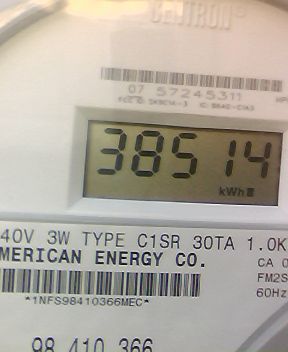 CENTRON®
07 57245311
38514
kWh
40V 3W TYPE C1SR 30TA 1.0K
MERICAN ENERGY CO.
CA 0
FM2S
60Hz
*1NFS98410366MEC*
98 410 366